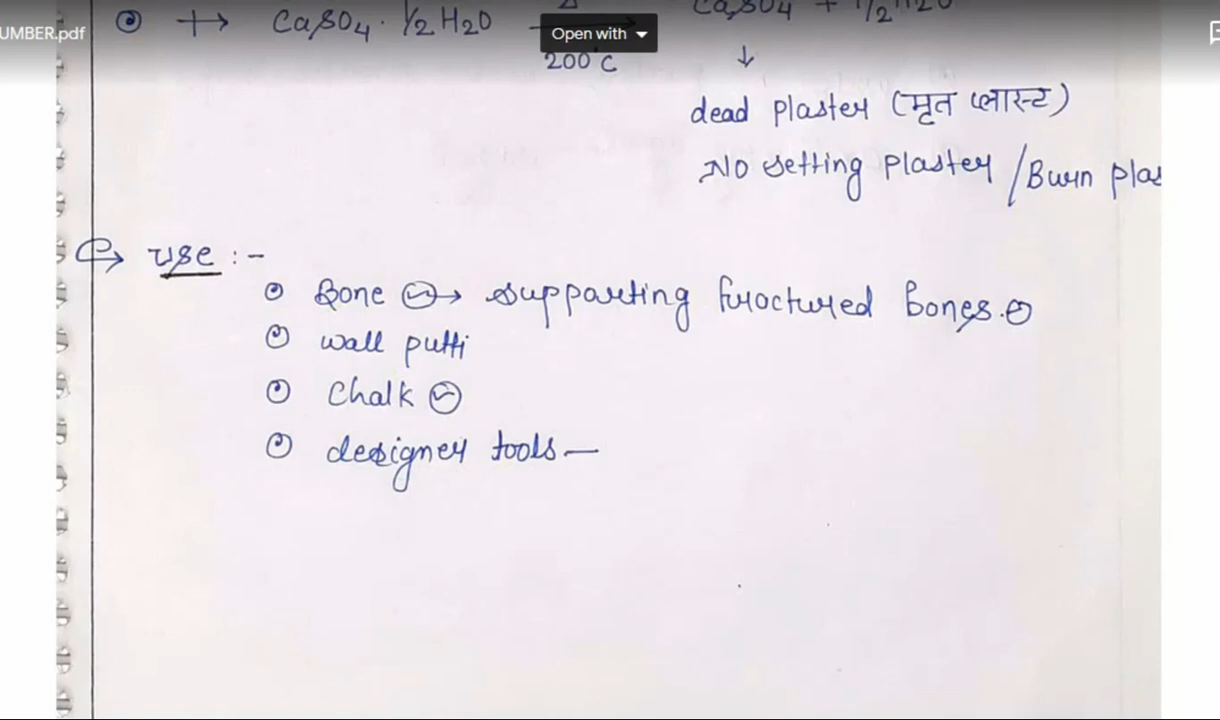 UMBER.pdf
Open with
CaSO4 · 1/2 H2O
CaSO4 + 1/2 H2O
200°C
dead plaster (मृत प्लास्ट)
No setting plaster / Burn plas
use :-
Bone → supporting fractured Bones.
wall putti
Chalk
designer tools —